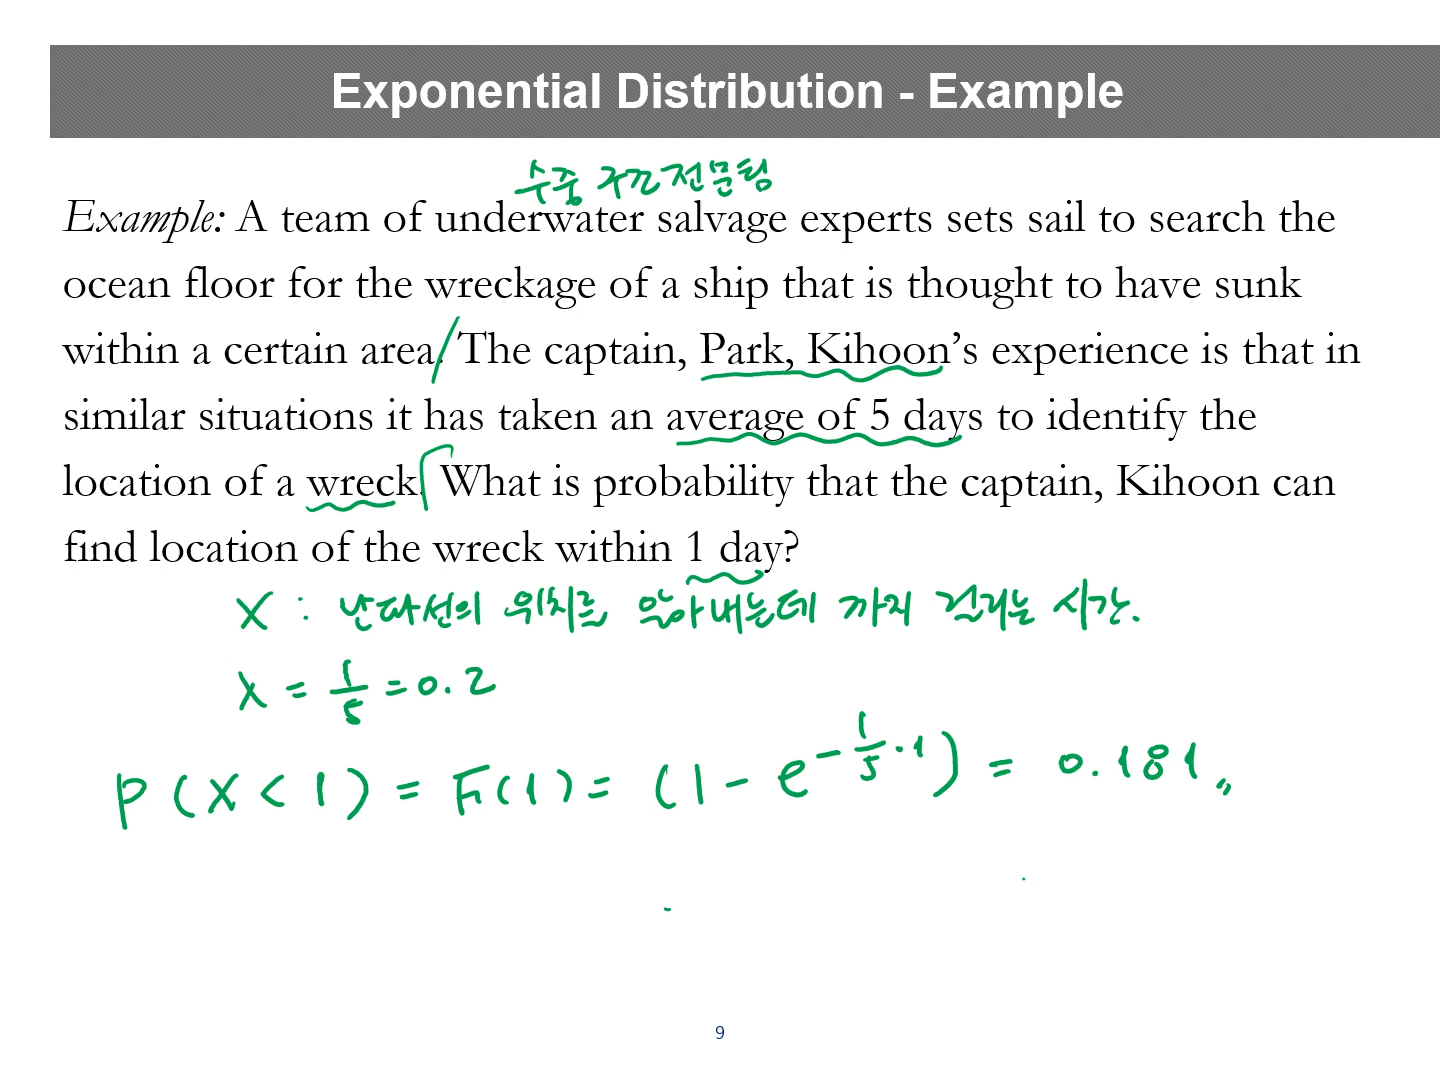 Exponential Distribution - Example
수중 구조 전문팀
Example: A team of underwater salvage experts sets sail to search the
ocean floor for the wreckage of a ship that is thought to have sunk
within a certain area. The captain, Park, Kihoon’s experience is that in
similar situations it has taken an average of 5 days to identify the
location of a wreck. What is probability that the captain, Kihoon can
find location of the wreck within 1 day?
X : 난파선의 위치를 알아내는데 까지 걸리는 시간.
λ = 1/5 = 0.2
P(X < 1) = F(1) = (1 - e^{-1/5·1}) = 0.181
9